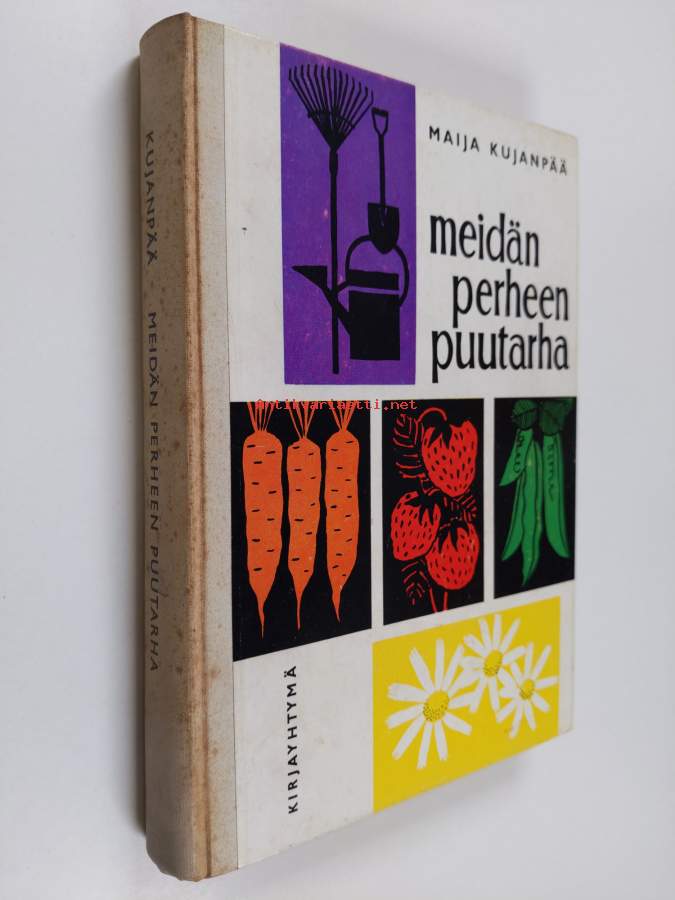 MAIJA KUJANPÄÄ
meidän
perheen
puutarha
Antikvariaatti.net
KIRJAYHTYMÄ
KUJANPÄÄ MEIDÄN PERHEEN PUUTARHA